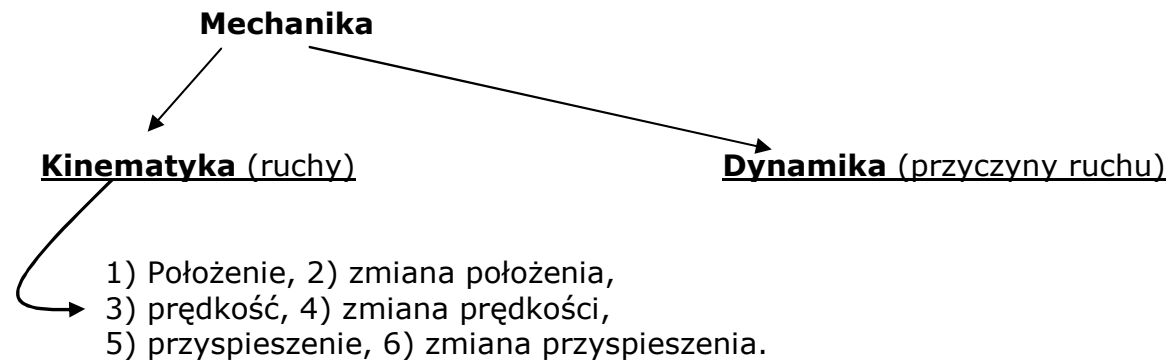 Mechanika
Kinematyka (ruchy)
Dynamika (przyczyny ruchu)
1) Położenie, 2) zmiana położenia,
3) prędkość, 4) zmiana prędkości,
5) przyspieszenie, 6) zmiana przyspieszenia.